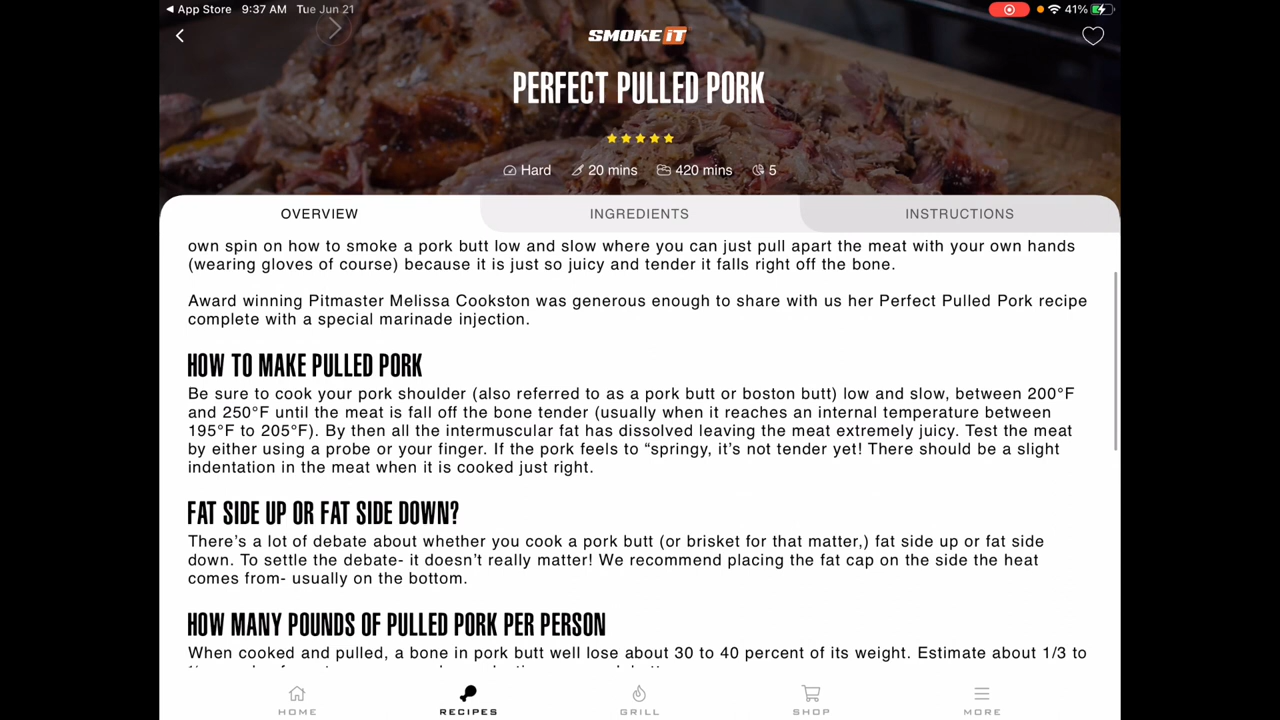 App Store 9:37 AM Tue Jun 21 41%
SMOKE iT
PERFECT PULLED PORK
Hard 20 mins 420 mins 5
OVERVIEW INGREDIENTS INSTRUCTIONS
own spin on how to smoke a pork butt low and slow where you can just pull apart the meat with your own hands
(wearing gloves of course) because it is just so juicy and tender it falls right off the bone.
Award winning Pitmaster Melissa Cookston was generous enough to share with us her Perfect Pulled Pork recipe
complete with a special marinade injection.
HOW TO MAKE PULLED PORK
Be sure to cook your pork shoulder (also referred to as a pork butt or boston butt) low and slow, between 200°F
and 250°F until the meat is fall off the bone tender (usually when it reaches an internal temperature between
195°F to 205°F). By then all the intermuscular fat has dissolved leaving the meat extremely juicy. Test the meat
by either using a probe or your finger. If the pork feels to “springy, it’s not tender yet! There should be a slight
indentation in the meat when it is cooked just right.
FAT SIDE UP OR FAT SIDE DOWN?
There’s a lot of debate about whether you cook a pork butt (or brisket for that matter,) fat side up or fat side
down. To settle the debate- it doesn’t really matter! We recommend placing the fat cap on the side the heat
comes from- usually on the bottom.
HOW MANY POUNDS OF PULLED PORK PER PERSON
When cooked and pulled, a bone in pork butt well lose about 30 to 40 percent of its weight. Estimate about 1/3 to
HOME RECIPES GRILL SHOP MORE